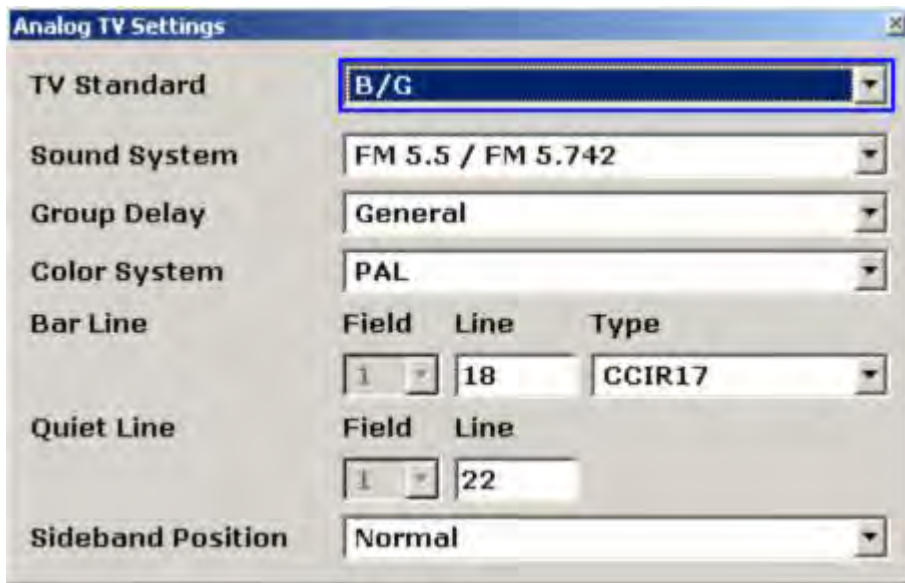 Analog TV Settings
TV Standard B/G
Sound System FM 5.5 / FM 5.742
Group Delay General
Color System PAL
Bar Line Field Line Type
1 18 CCIR17
Quiet Line Field Line
1 22
Sideband Position Normal